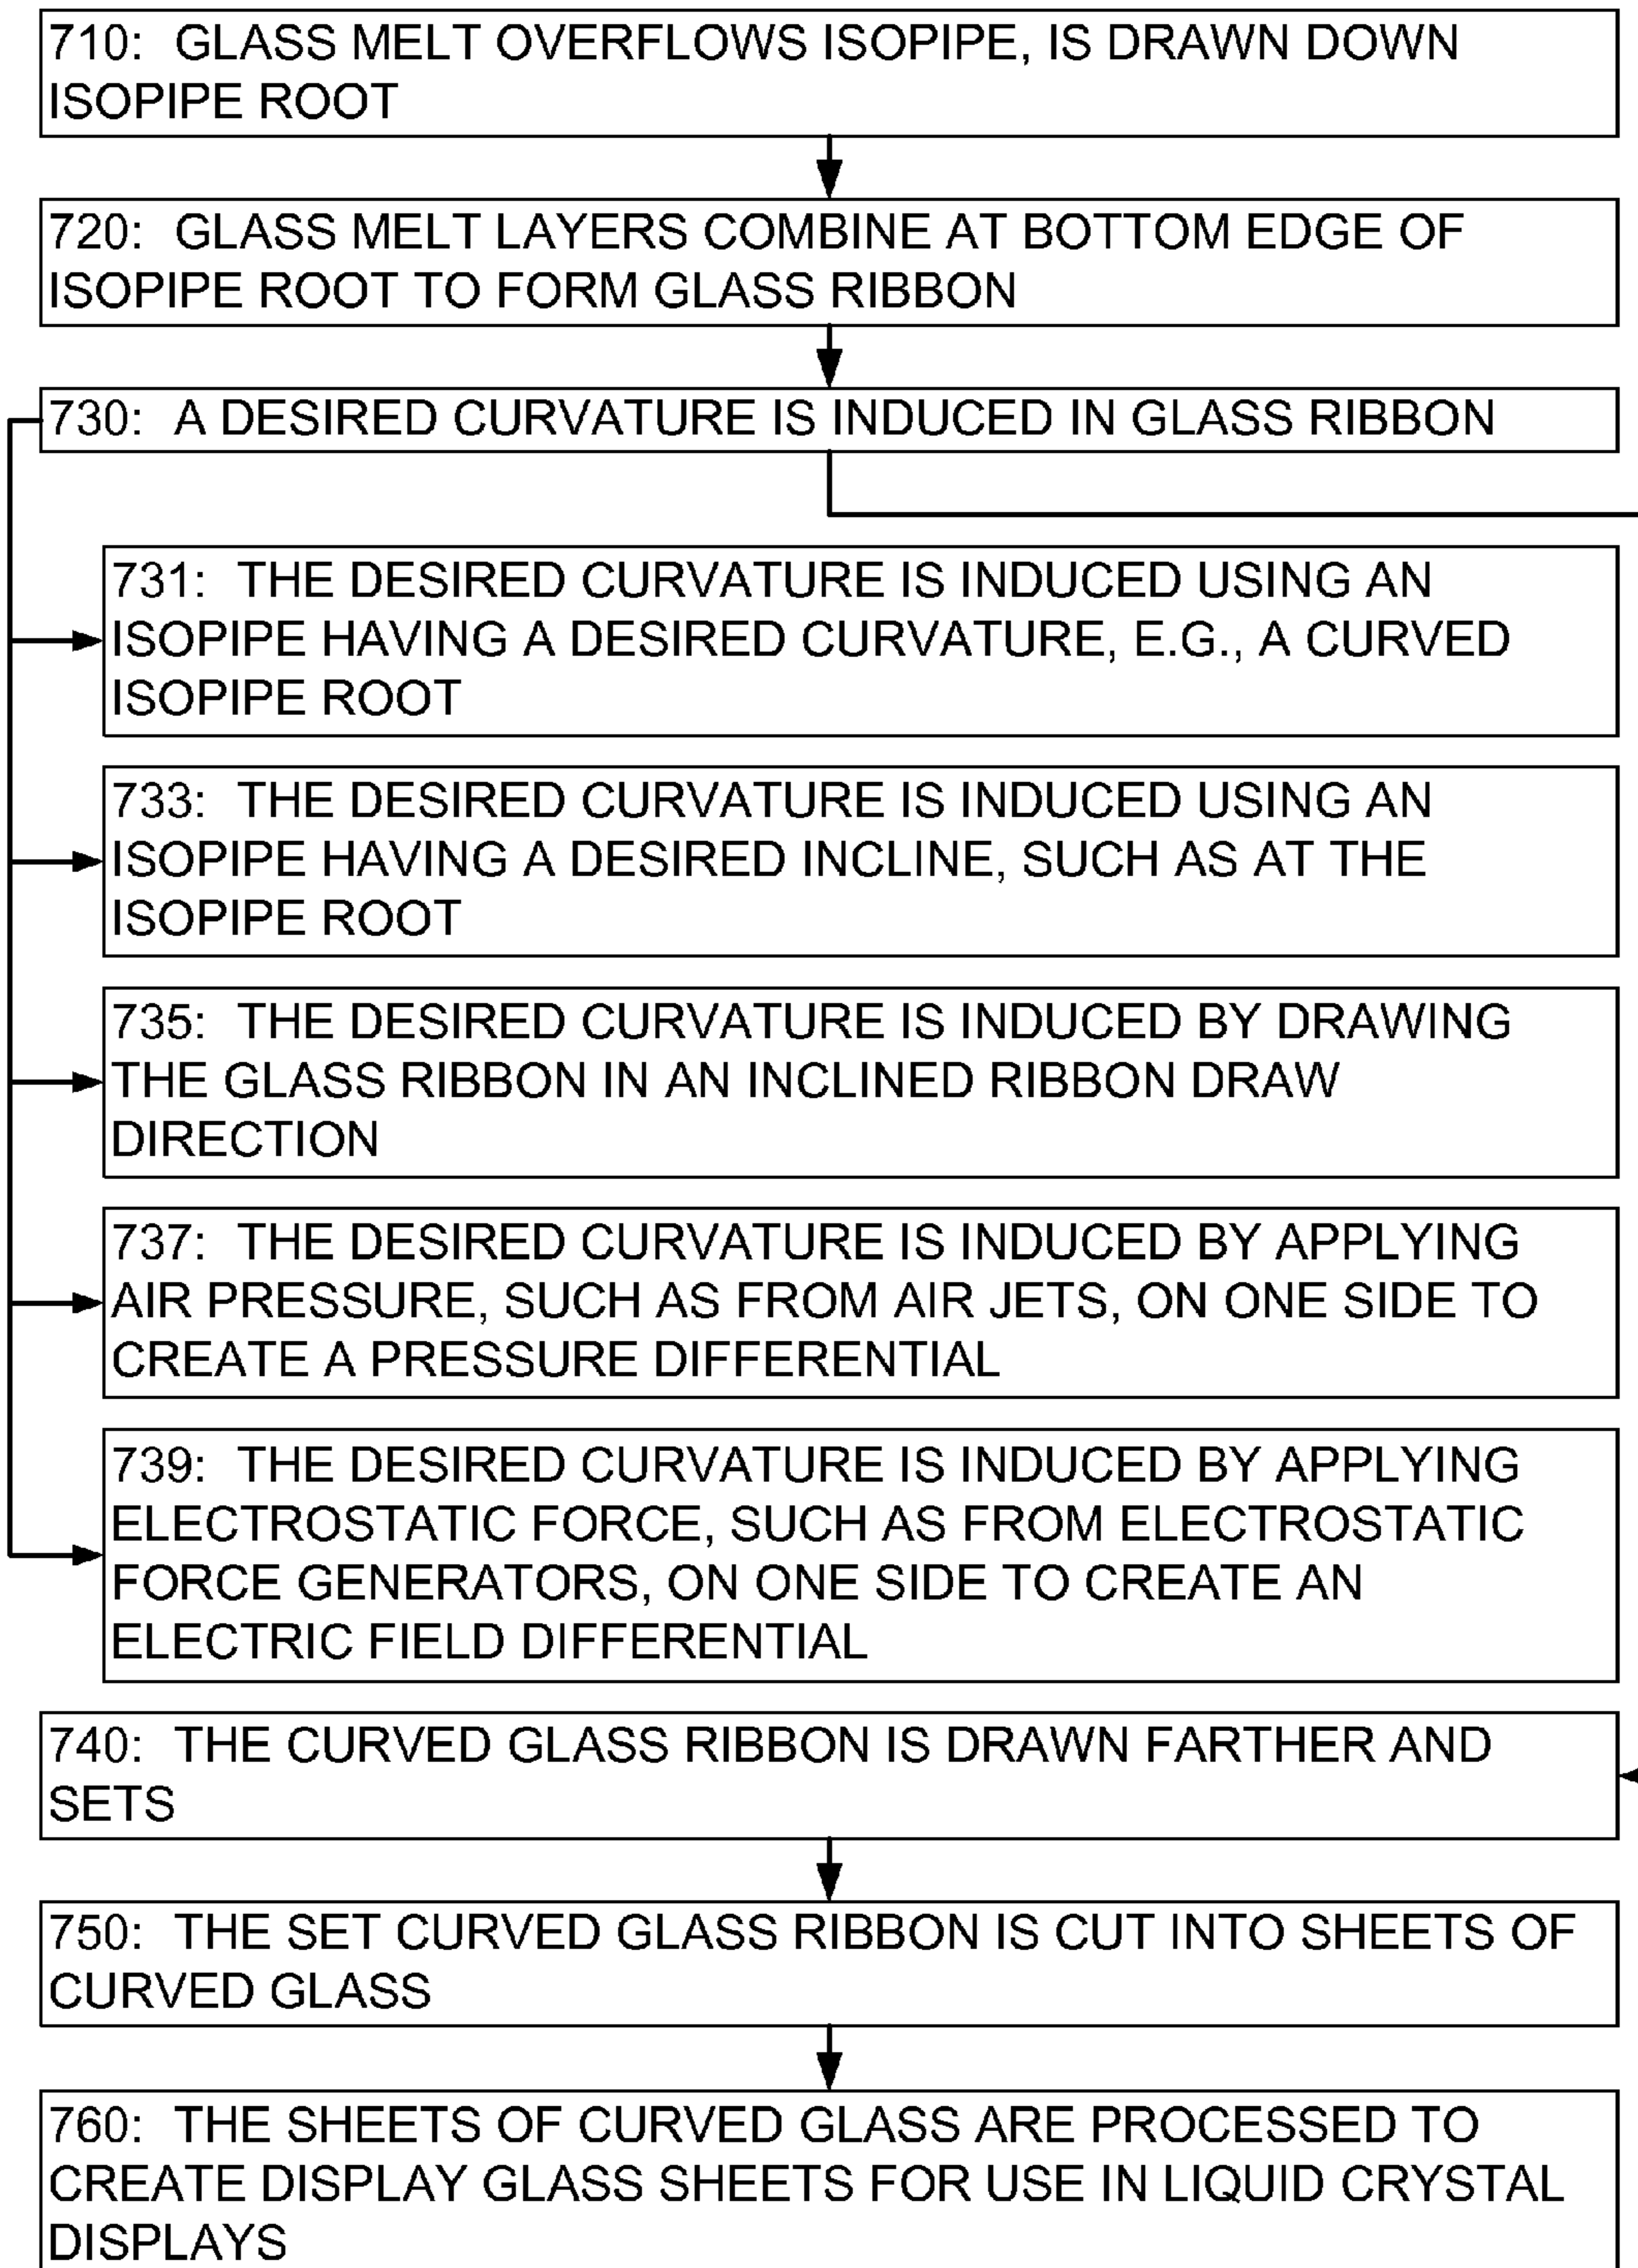 710: GLASS MELT OVERFLOWS ISOPIPE, IS DRAWN DOWN
ISOPIPE ROOT
720: GLASS MELT LAYERS COMBINE AT BOTTOM EDGE OF
ISOPIPE ROOT TO FORM GLASS RIBBON
730: A DESIRED CURVATURE IS INDUCED IN GLASS RIBBON
731: THE DESIRED CURVATURE IS INDUCED USING AN
ISOPIPE HAVING A DESIRED CURVATURE, E.G., A CURVED
ISOPIPE ROOT
733: THE DESIRED CURVATURE IS INDUCED USING AN
ISOPIPE HAVING A DESIRED INCLINE, SUCH AS AT THE
ISOPIPE ROOT
735: THE DESIRED CURVATURE IS INDUCED BY DRAWING
THE GLASS RIBBON IN AN INCLINED RIBBON DRAW
DIRECTION
737: THE DESIRED CURVATURE IS INDUCED BY APPLYING
AIR PRESSURE, SUCH AS FROM AIR JETS, ON ONE SIDE TO
CREATE A PRESSURE DIFFERENTIAL
739: THE DESIRED CURVATURE IS INDUCED BY APPLYING
ELECTROSTATIC FORCE, SUCH AS FROM ELECTROSTATIC
FORCE GENERATORS, ON ONE SIDE TO CREATE AN
ELECTRIC FIELD DIFFERENTIAL
740: THE CURVED GLASS RIBBON IS DRAWN FARTHER AND
SETS
750: THE SET CURVED GLASS RIBBON IS CUT INTO SHEETS OF
CURVED GLASS
760: THE SHEETS OF CURVED GLASS ARE PROCESSED TO
CREATE DISPLAY GLASS SHEETS FOR USE IN LIQUID CRYSTAL
DISPLAYS